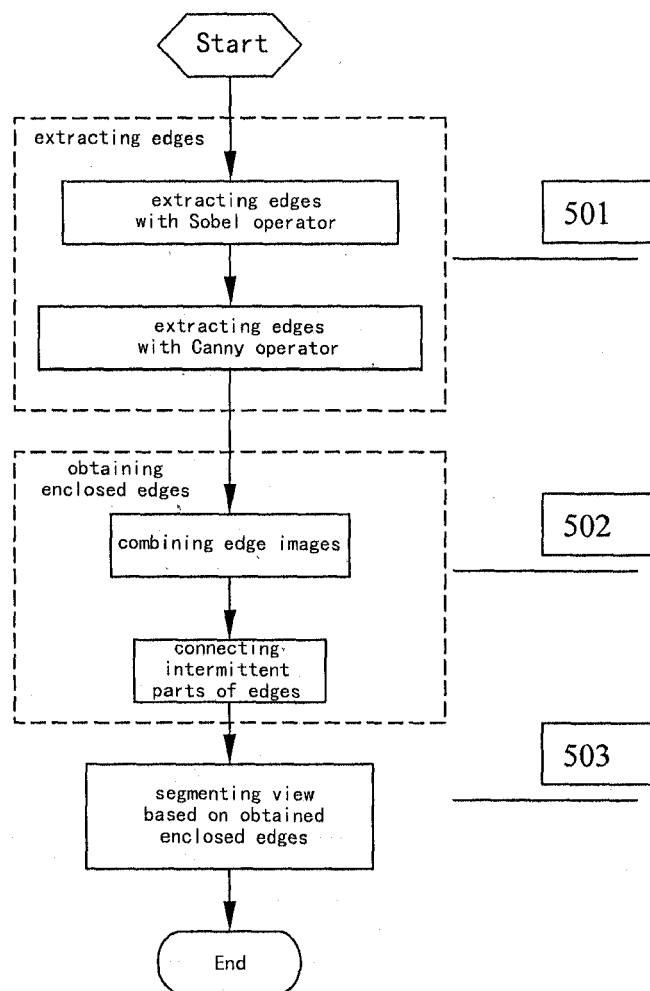 Start
extracting edges
extracting edges
with Sobel operator
501
extracting edges
with Canny operator
obtaining
enclosed edges
combining edge images
502
connecting
intermittent
parts of edges
503
segmenting view
based on obtained
enclosed edges
End